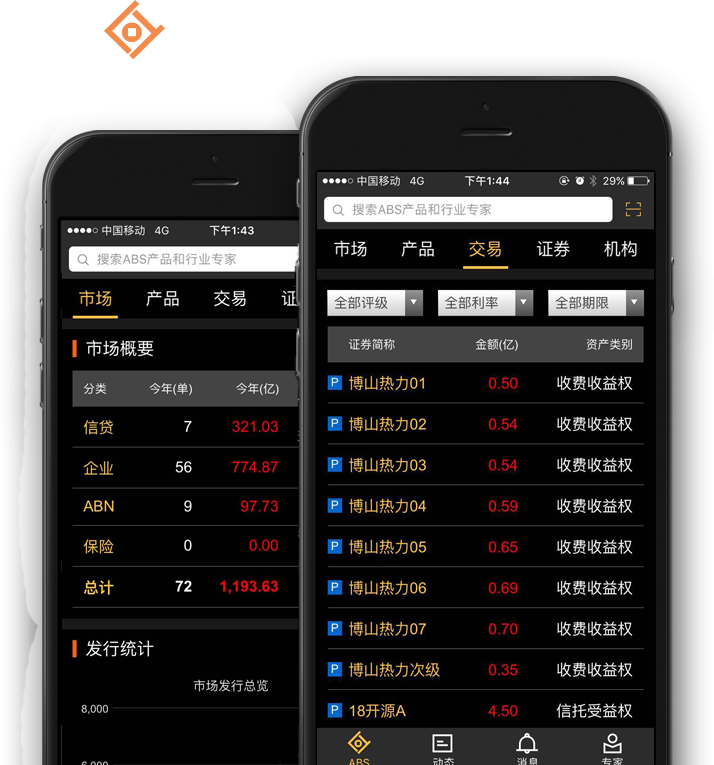 中国移动 4G 下午1:43
搜索ABS产品和行业专家
市场 产品 交易
市场概要
分类 今年(单) 今年(亿)
信贷 7 321.03
企业 56 774.87
ABN 9 97.73
保险 0 0.00
总计 72 1,193.63
发行统计
市场发行总览
8,000
中国移动 4G 下午1:44 29%
搜索ABS产品和行业专家
市场 产品 交易 证券 机构
全部评级 全部利率 全部期限
证券简称 金额(亿) 资产类别
P 博山热力01 0.50 收费收益权
P 博山热力02 0.54 收费收益权
P 博山热力03 0.54 收费收益权
P 博山热力04 0.59 收费收益权
P 博山热力05 0.65 收费收益权
P 博山热力06 0.69 收费收益权
P 博山热力07 0.70 收费收益权
P 博山热力次级 0.35 收费收益权
P 18开源A 4.50 信托受益权
ABS 动态 消息 专家